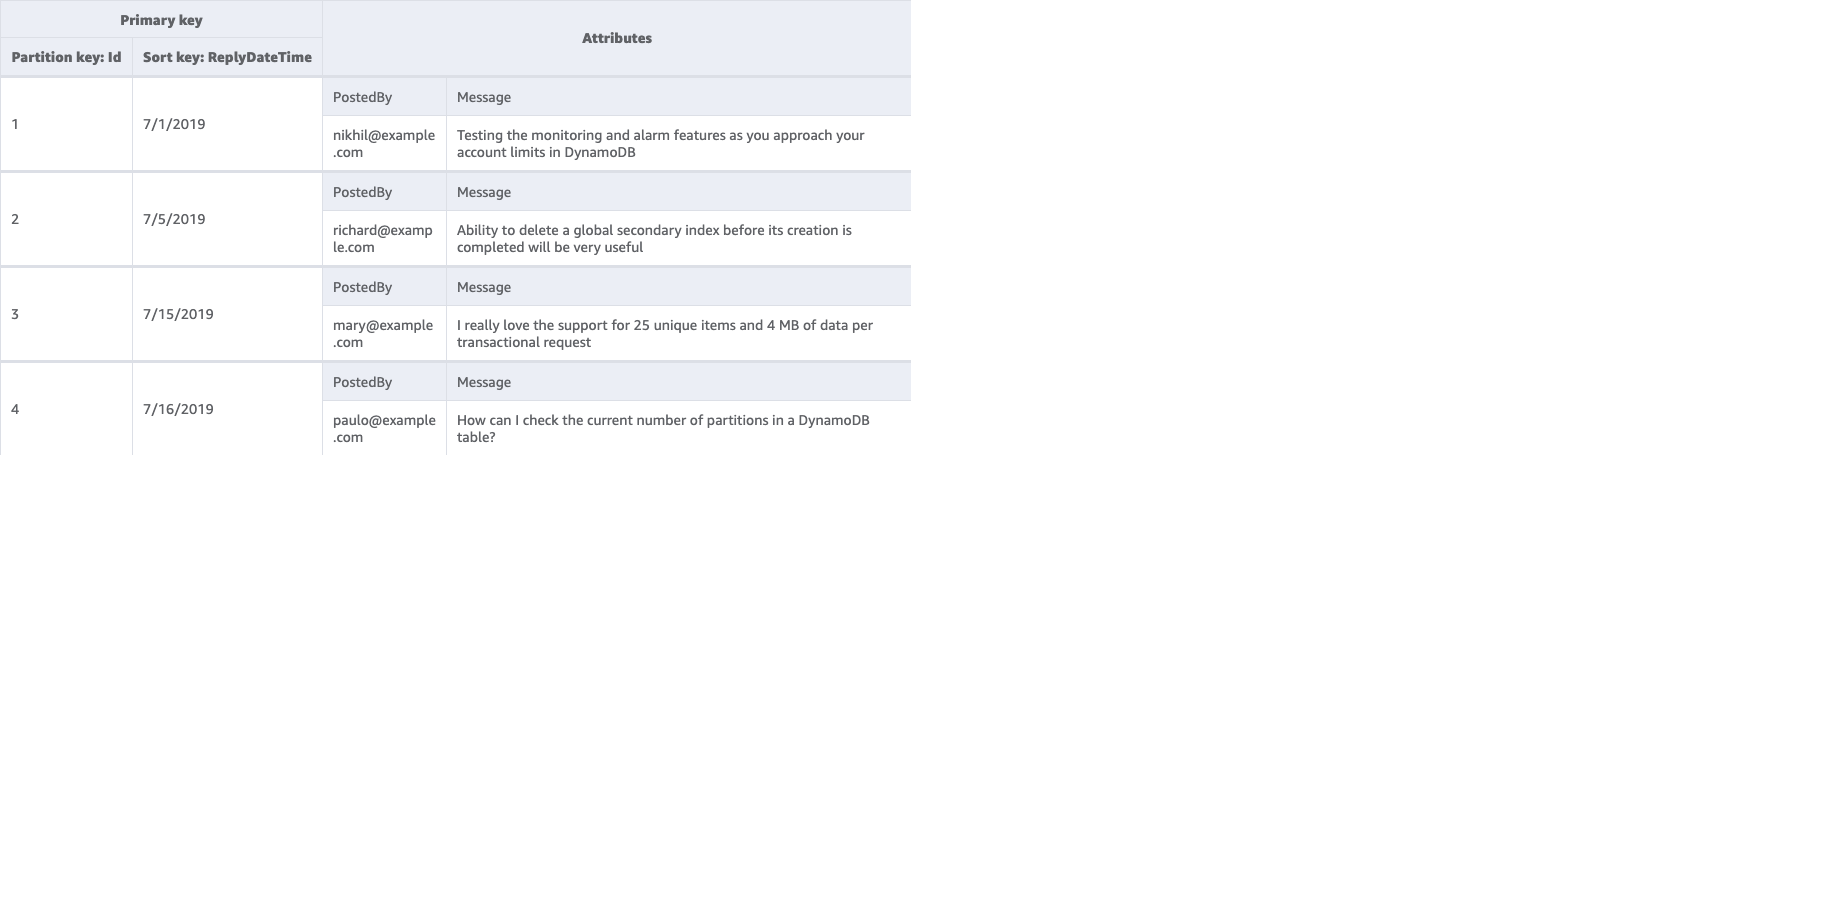 Primary key
Attributes
Partition key: Id
Sort key: ReplyDateTime
1
7/1/2019
PostedBy
Message
nikhil@example
.com
Testing the monitoring and alarm features as you approach your
account limits in DynamoDB
2
7/5/2019
PostedBy
Message
richard@examp
le.com
Ability to delete a global secondary index before its creation is
completed will be very useful
3
7/15/2019
PostedBy
Message
mary@example
.com
I really love the support for 25 unique items and 4 MB of data per
transactional request
4
7/16/2019
PostedBy
Message
paulo@example
.com
How can I check the current number of partitions in a DynamoDB
table?